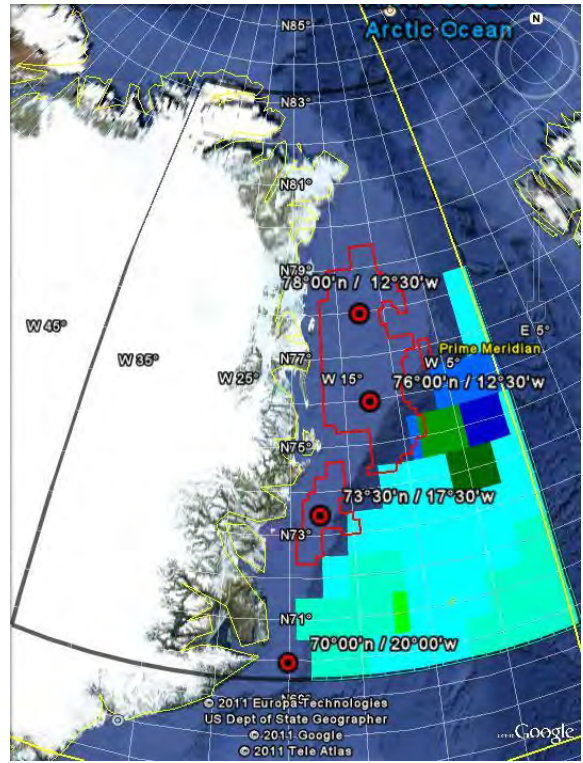 N85°
Arctic Ocean
N
N83°
N81°
N79°
78°00'n / 12°30'w
W 45°
W 35°
W 25°
N77°
W 15°
W 5°
E 5°
Prime Meridian
76°00'n / 12°30'w
N75°
73°30'n / 17°30'w
N73°
N71°
70°00'n / 20°00'w
© 2011 Europa Technologies
US Dept of State Geographer
© 2011 Google
© 2011 Tele Atlas
Google